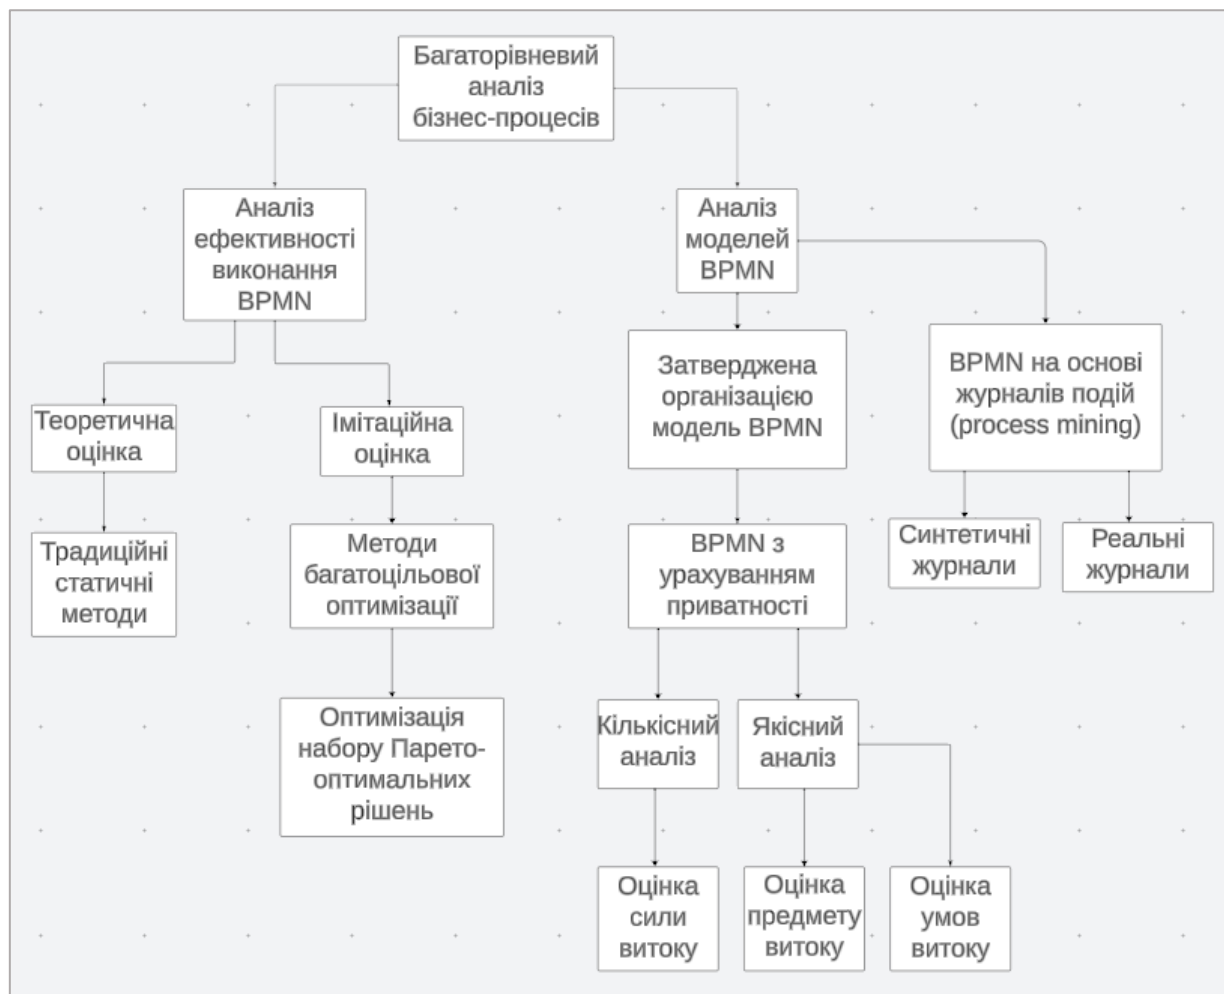 Багаторівневий
аналіз
бізнес-процесів
Аналіз
ефективності
виконання
BPMN
Аналіз
моделей
BPMN
Теоретична
оцінка
Імітаційна
оцінка
Затверджена
організацією
модель BPMN
BPMN на основі
журналів подій
(process mining)
Традиційні
статичні
методи
Методи
багатоцільової
оптимізації
BPMN з
урахуванням
приватності
Синтетичні
журнали
Реальні
журнали
Оптимізація
набору Парето-
оптимальних
рішень
Кількісний
аналіз
Якісний
аналіз
Оцінка
сили
витоку
Оцінка
предмету
витоку
Оцінка
умов
витоку